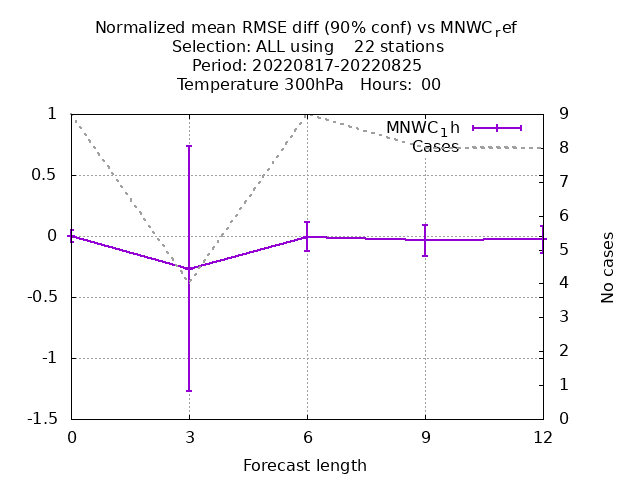 Normalized mean RMSE diff (90% conf) vs MNWCref
Selection: ALL using    22 stations
Period: 20220817-20220825
Temperature 300hPa   Hours:  00
1
0.5
0
-0.5
-1
-1.5
9
8
7
6
5
4
3
2
1
0
No cases
MNWC1h
Cases
0 3 6 9 12
Forecast length